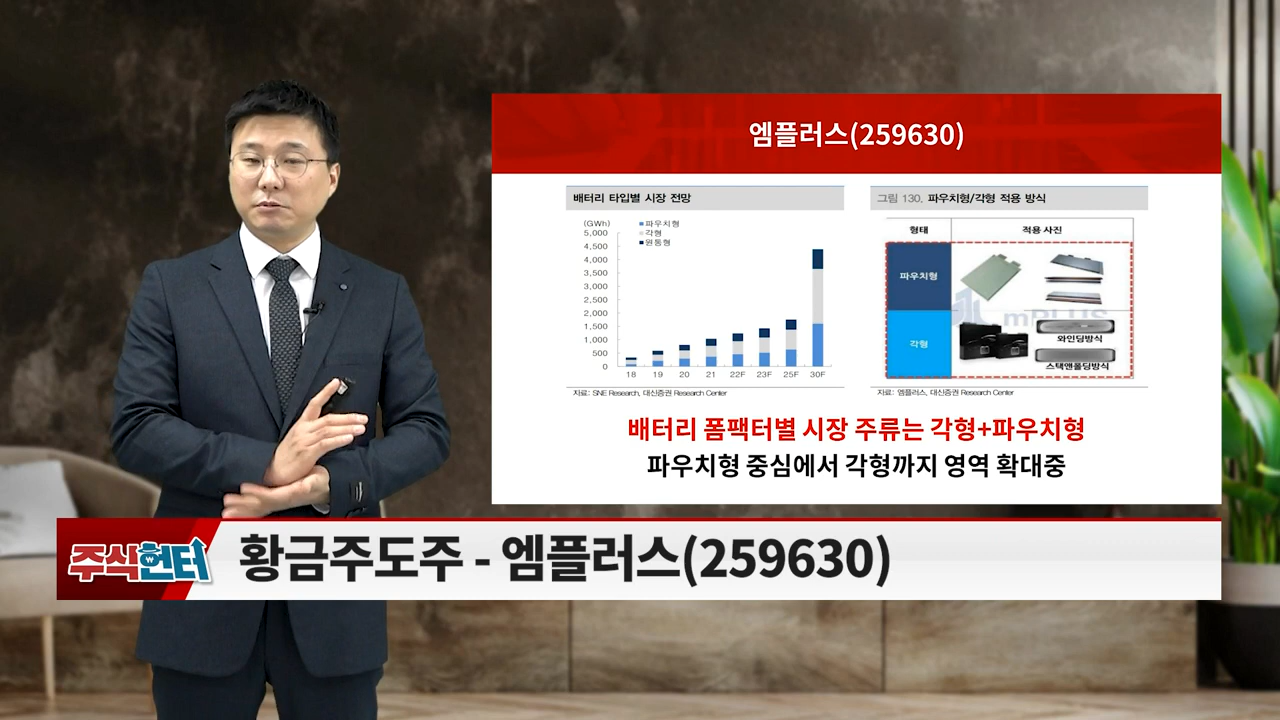 엠플러스(259630)
배터리 타입별 시장 전망
(GWh)
파우치형
각형
원통형
5,000
4,500
4,000
3,500
3,000
2,500
2,000
1,500
1,000
500
0
18 19 20 21 22F 23F 25F 30F
자료: SNE Research, 대신증권 Research Center
그림 130. 파우치형/각형 적용 방식
형태 적용 사진
파우치형
각형
mPLUS
와인딩방식
스택앤폴딩방식
자료: 엠플러스, 대신증권 Research Center
배터리 폼팩터별 시장 주류는 각형+파우치형
파우치형 중심에서 각형까지 영역 확대중
주식헌터
황금주도주 - 엠플러스(259630)